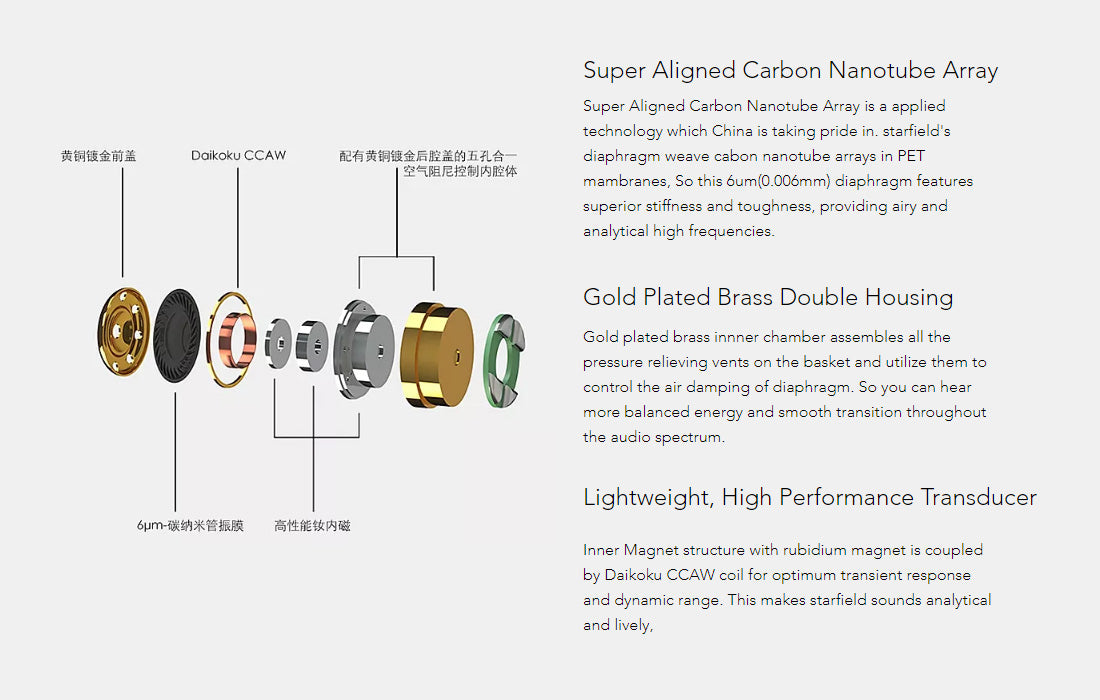 黄铜镀金前盖
Daikoku CCAW
配有黄铜镀金后腔盖的五孔合一
空气阻尼控制内腔体
6μm-碳纳米管振膜
高性能钕内磁
Super Aligned Carbon Nanotube Array
Super Aligned Carbon Nanotube Array is a applied
technology which China is taking pride in. starfield's
diaphragm weave cabon nanotube arrays in PET
mambranes, So this 6um(0.006mm) diaphragm features
superior stiffness and toughness, providing airy and
analytical high frequencies.
Gold Plated Brass Double Housing
Gold plated brass innner chamber assembles all the
pressure relieving vents on the basket and utilize them to
control the air damping of diaphragm. So you can hear
more balanced energy and smooth transition throughout
the audio spectrum.
Lightweight, High Performance Transducer
Inner Magnet structure with rubidium magnet is coupled
by Daikoku CCAW coil for optimum transient response
and dynamic range. This makes starfield sounds analytical
and lively,